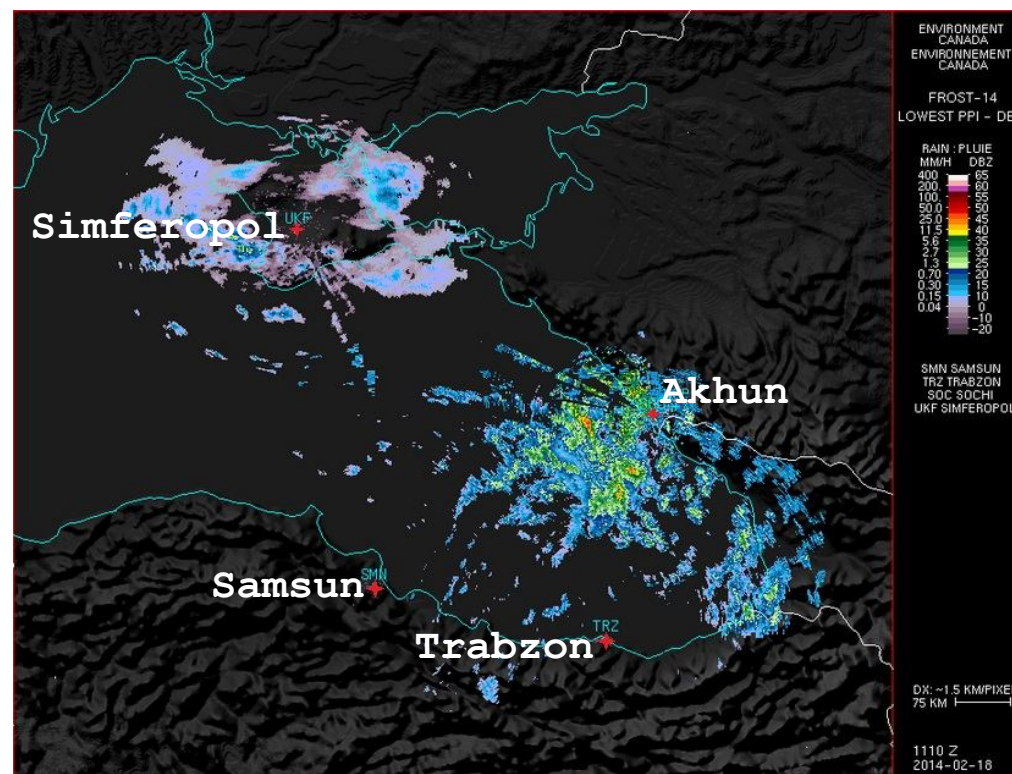 ENVIRONMENT
CANADA
ENVIRONNEMENT
CANADA
FROST-14
LOWEST PPI - DB
RAIN : PLUIE
MM/H DBZ
400 65
200. 60
100. 55
50.0 50
25.0 45
11.5 40
5.6 35
2.7 30
1.3 25
0.70 20
0.30 15
0.15 10
0.04 0
-10
-20
SMN SAMSUN
TRZ TRABZON
SOC SOCHI
UKF SIMFEROPOL
DX: ~1.5 KM/PIXEL
75 KM
1110 Z
2014-02-18
UKF
Simferopol
Akhun
SMN
Samsun
TRZ
Trabzon